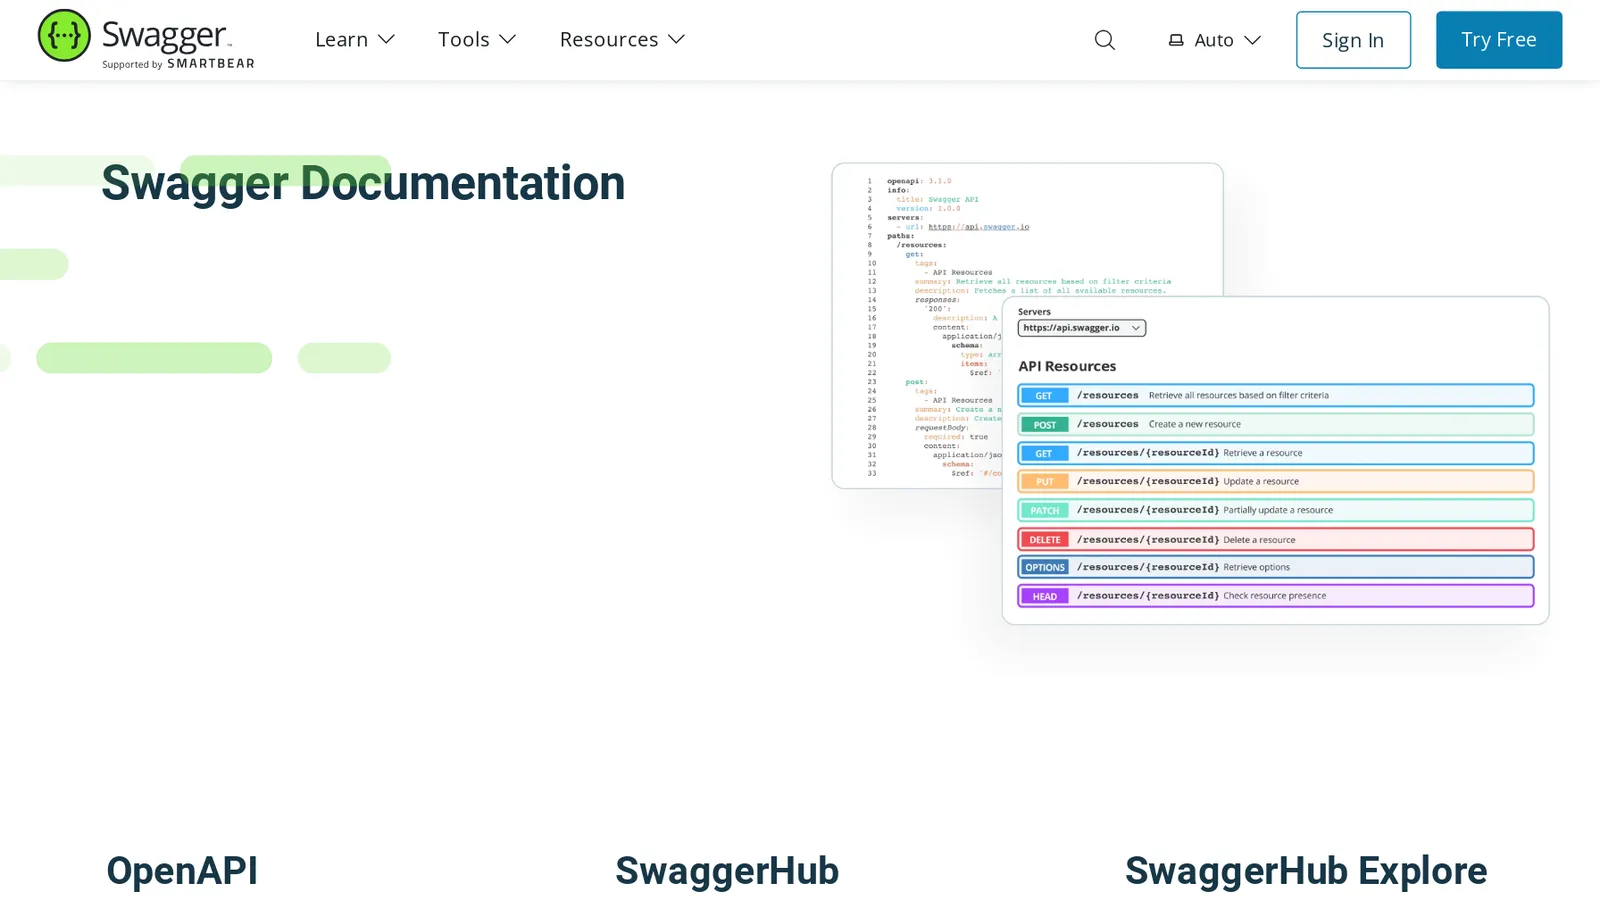 Swagger™
Supported by SMARTBEAR
Learn
Tools
Resources
Auto
Sign In
Try Free
Swagger Documentation
1 openapi: 3.1.0
2 info:
3 title: Swagger API
4 version: 1.0.0
5 servers:
6 - url: https://api.swagger.io
7 paths:
8 /resources:
9 get:
10 tags:
11 - API Resources
12 summary: Retrieve all resources based on filter criteria
13 description: Fetches a list of all available resources.
14 responses:
15 '200':
16 description: A
17 content:
18 application/js
19 schema:
20 type: arr
21 items:
22 $ref: '
23 post:
24 tags:
25 - API Resources
26 summary: Create a n
27 description: Create
28 requestBody:
29 required: true
30 content:
31 application/jso
32 schema:
33 $ref: '#/co
Servers
https://api.swagger.io
API Resources
GET /resources Retrieve all resources based on filter criteria
POST /resources Create a new resource
GET /resources/{resourceId} Retrieve a resource
PUT /resources/{resourceId} Update a resource
PATCH /resources/{resourceId} Partially update a resource
DELETE /resources/{resourceId} Delete a resource
OPTIONS /resources/{resourceId} Retrieve options
HEAD /resources/{resourceId} Check resource presence
OpenAPI
SwaggerHub
SwaggerHub Explore